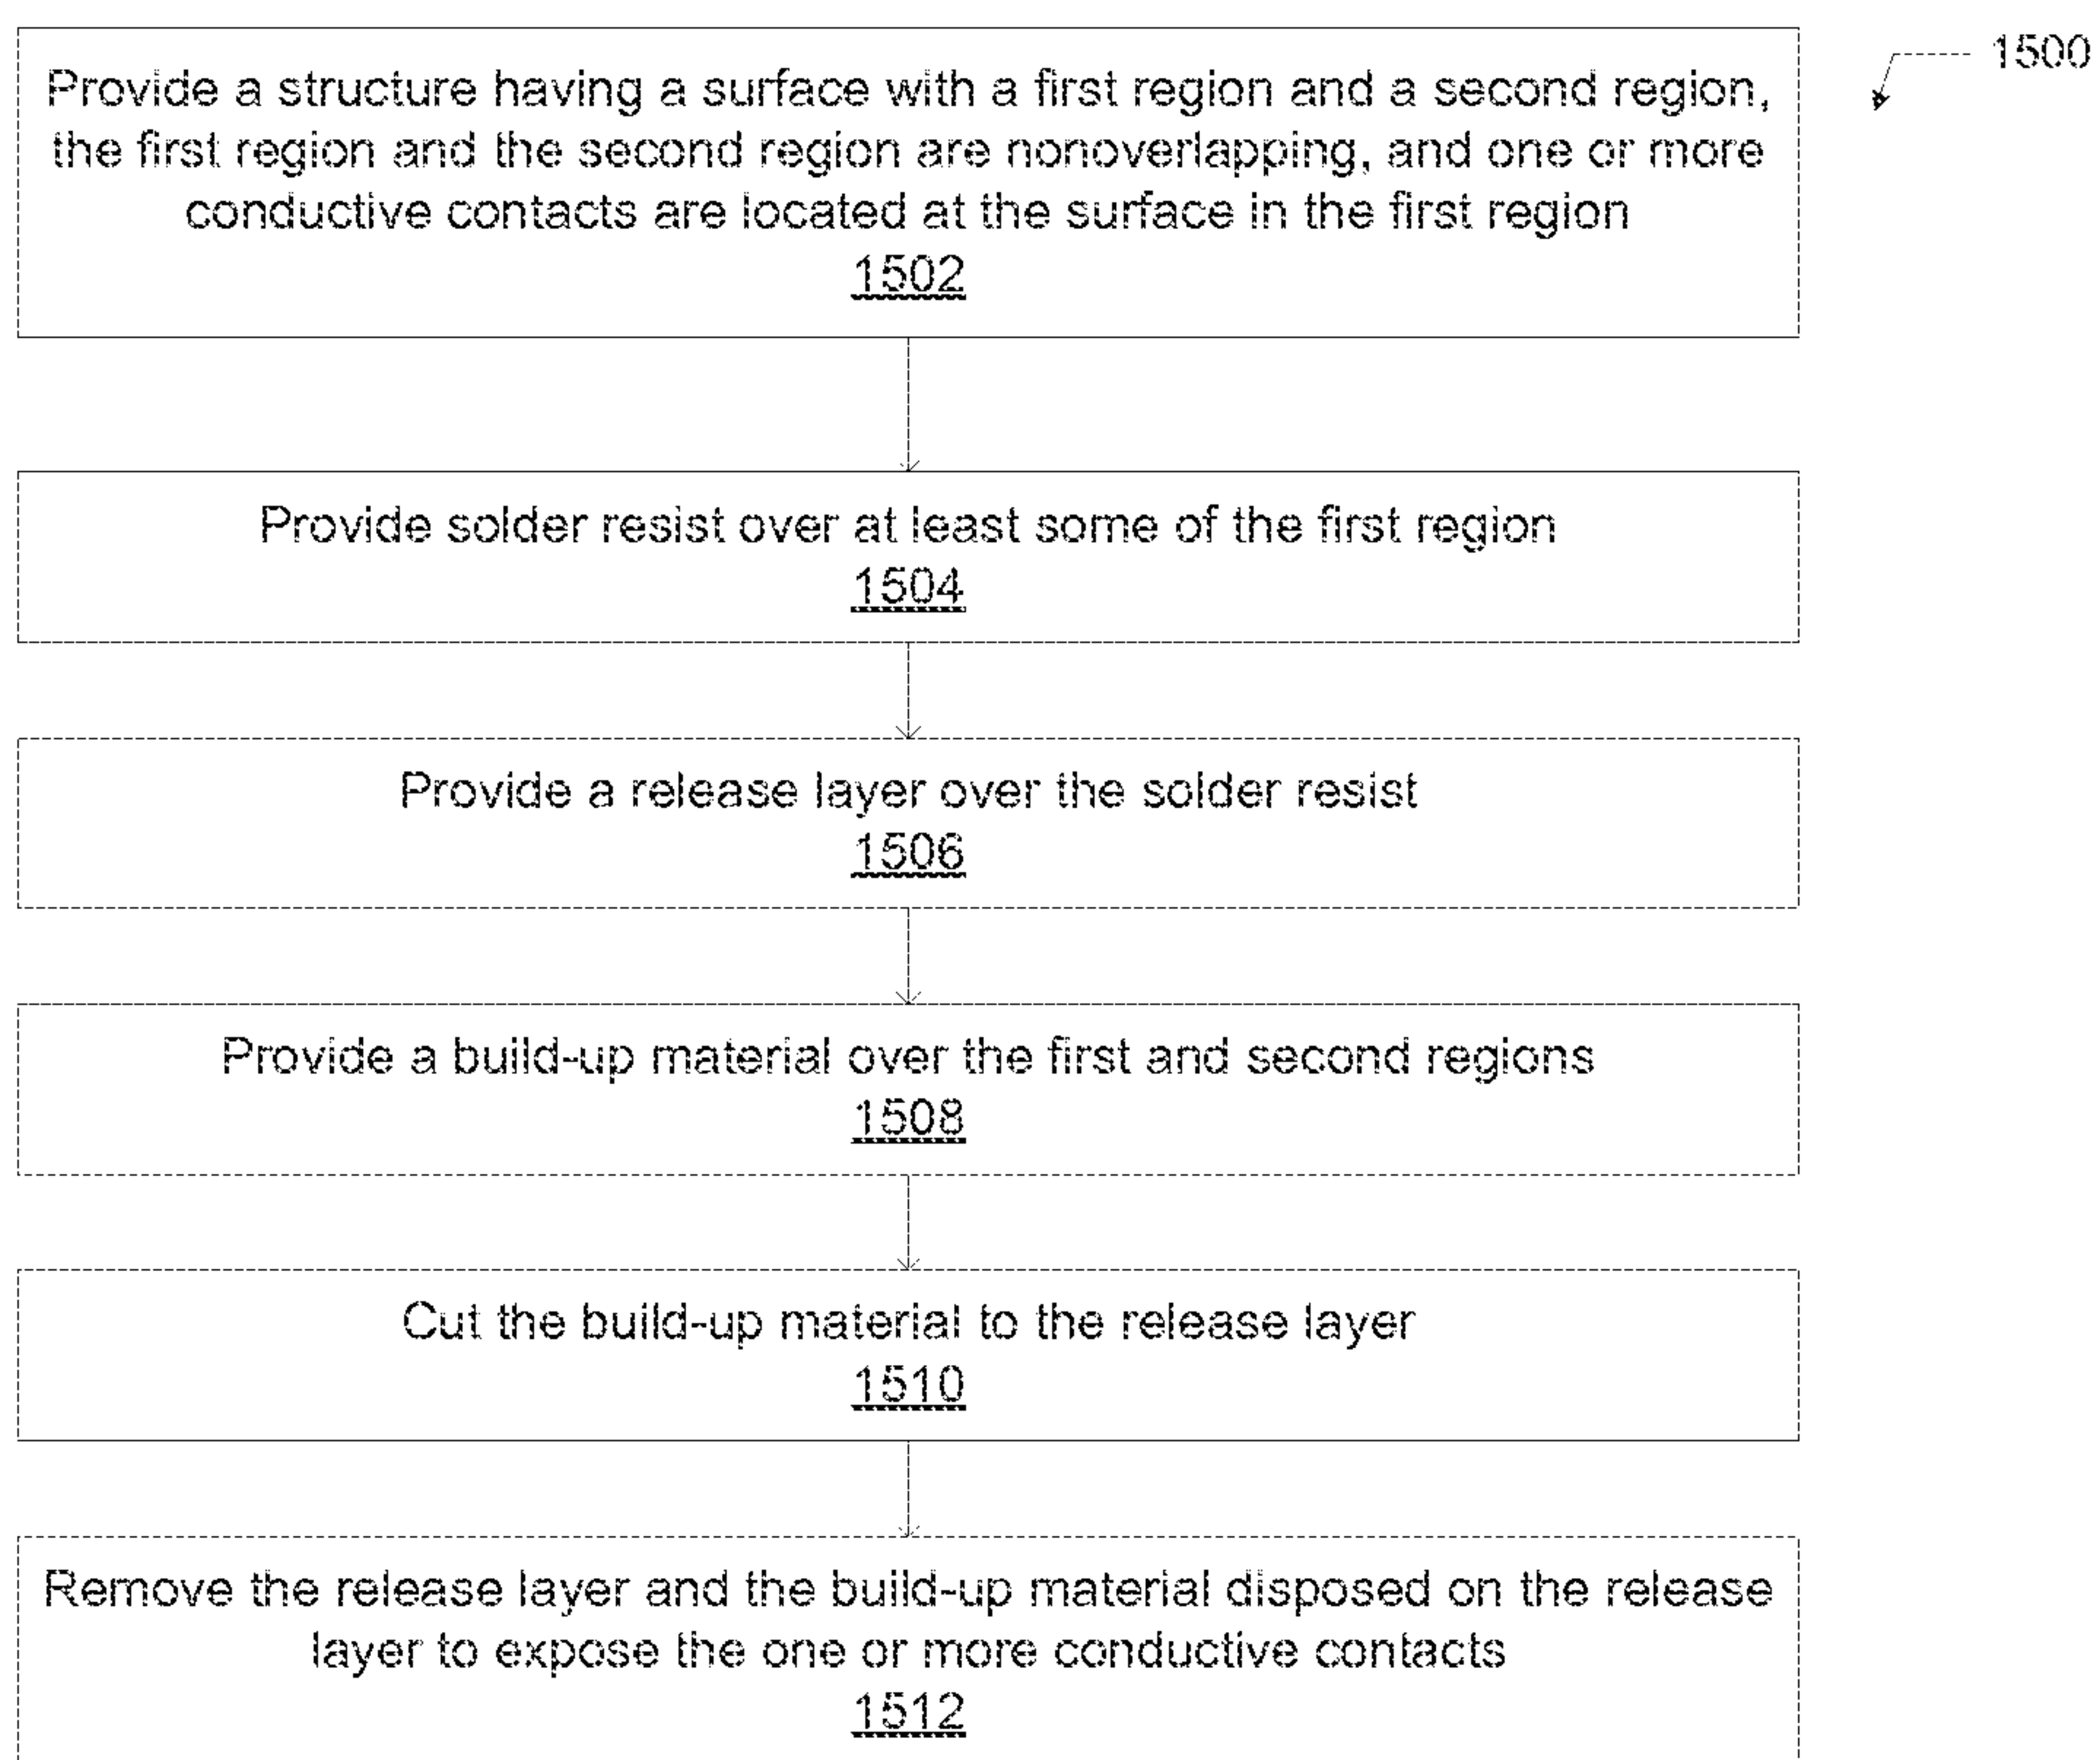 1500
Provide a structure having a surface with a first region and a second region,
the first region and the second region are nonoverlapping, and one or more
conductive contacts are located at the surface in the first region
1502
Provide solder resist over at least some of the first region
1504
Provide a release layer over the solder resist
1506
Provide a build-up material over the first and second regions
1508
Cut the build-up material to the release layer
1510
Remove the release layer and the build-up material disposed on the release
layer to expose the one or more conductive contacts
1512